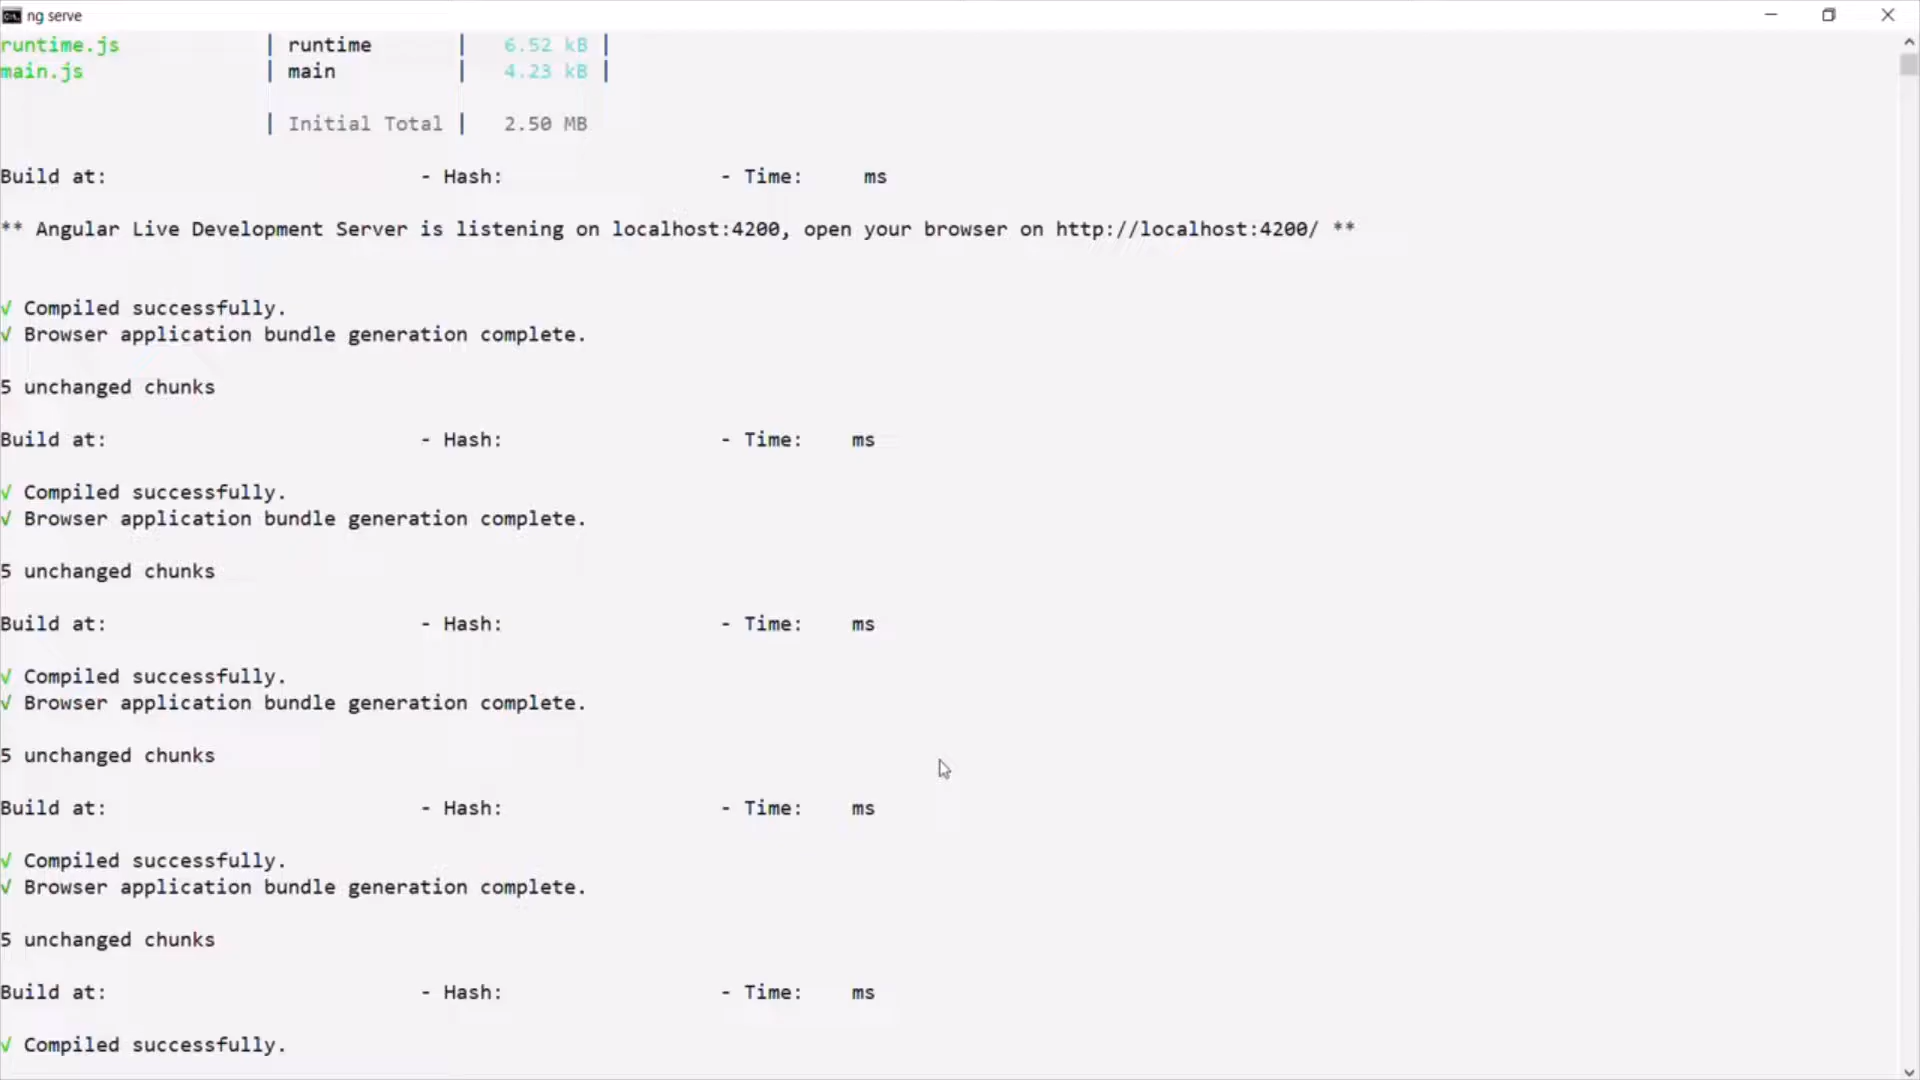 ng serve
runtime.js | runtime | 6.52 kB |
main.js | main | 4.23 kB |
| Initial Total | 2.50 MB
Build at: - Hash: - Time: ms
** Angular Live Development Server is listening on localhost:4200, open your browser on http://localhost:4200/ **
√ Compiled successfully.
√ Browser application bundle generation complete.
5 unchanged chunks
Build at: - Hash: - Time: ms
√ Compiled successfully.
√ Browser application bundle generation complete.
5 unchanged chunks
Build at: - Hash: - Time: ms
√ Compiled successfully.
√ Browser application bundle generation complete.
5 unchanged chunks
Build at: - Hash: - Time: ms
√ Compiled successfully.
√ Browser application bundle generation complete.
5 unchanged chunks
Build at: - Hash: - Time: ms
√ Compiled successfully.